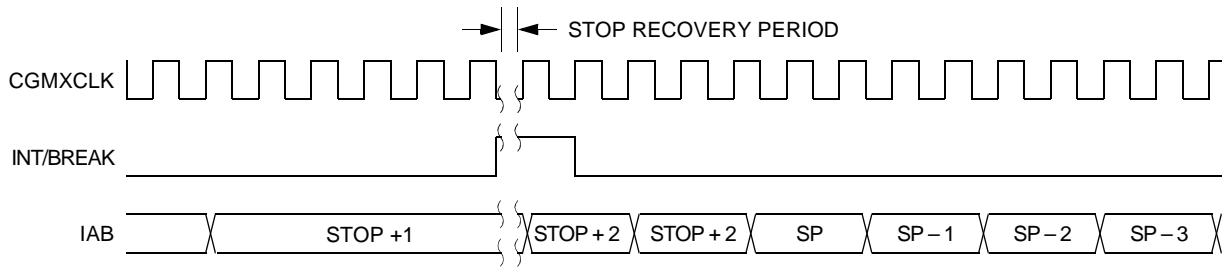 STOP RECOVERY PERIOD
CGMXCLK
INT/BREAK
IAB STOP +1 STOP + 2 STOP + 2 SP SP – 1 SP – 2 SP – 3